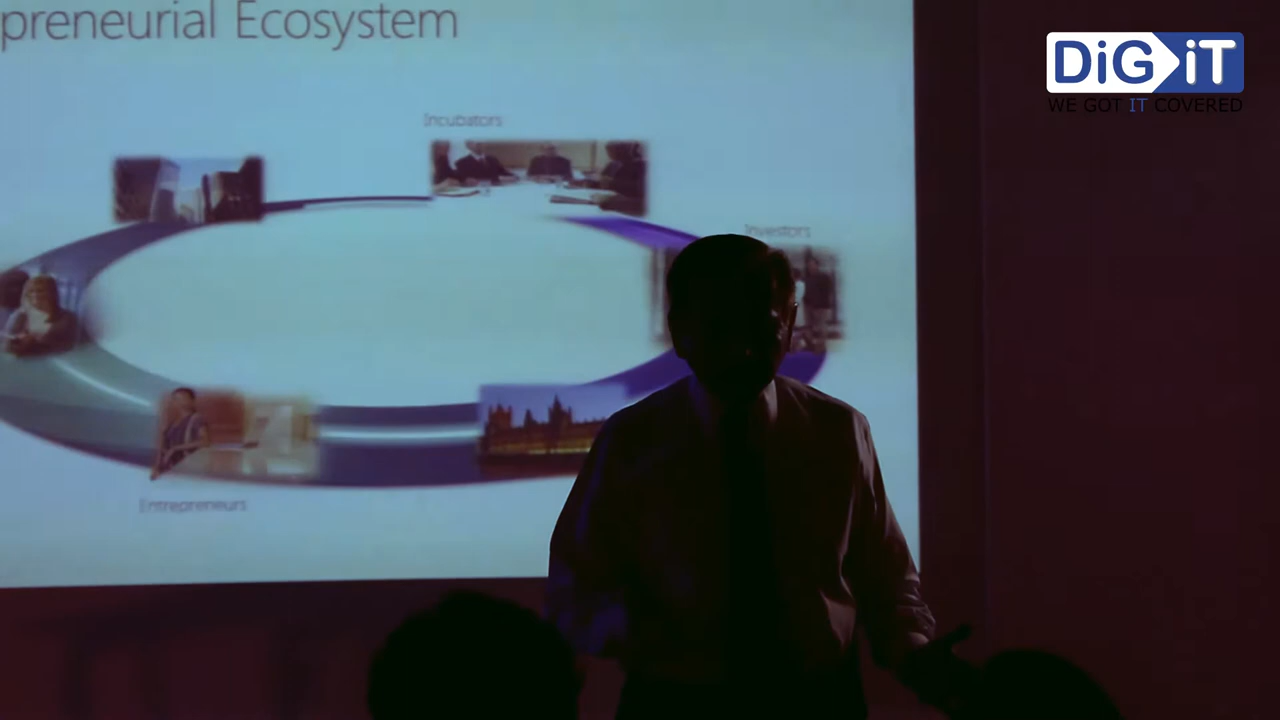 preneurial Ecosystem
DiG iT
WE GOT IT COVERED
Incubators
Investors
Entrepreneurs